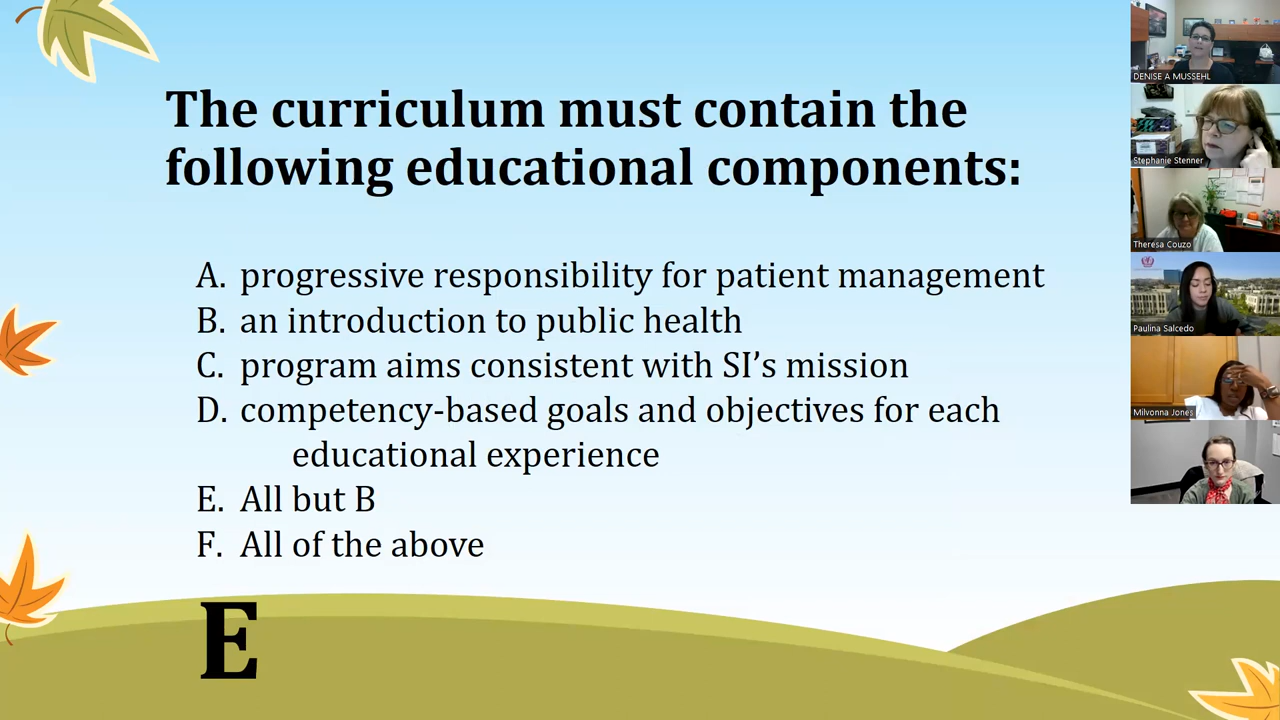 The curriculum must contain the
following educational components:
A. progressive responsibility for patient management
B. an introduction to public health
C. program aims consistent with SI’s mission
D. competency-based goals and objectives for each
educational experience
E. All but B
F. All of the above
E
DENISE A MUSSEHL
Stephanie Stenner
Theresa Couzo
Paulina Salcedo
Milvonna Jones